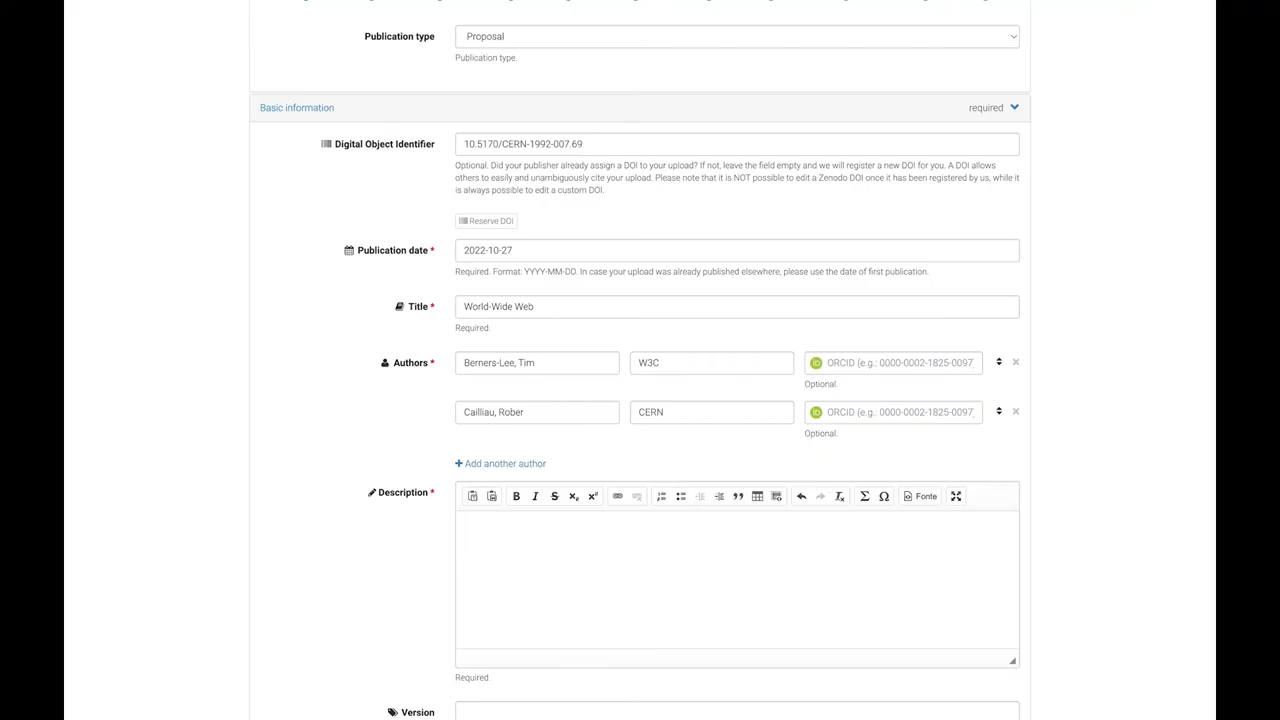 Publication type
Proposal
Publication type.
Basic information
required
Digital Object Identifier
10.5170/CERN-1992-007.69
Optional. Did your publisher already assign a DOI to your upload? If not, leave the field empty and we will register a new DOI for you. A DOI allows
others to easily and unambiguously cite your upload. Please note that it is NOT possible to edit a Zenodo DOI once it has been registered by us, while it
is always possible to edit a custom DOI.
Reserve DOI
Publication date *
2022-10-27
Required. Format: YYYY-MM-DD. In case your upload was already published elsewhere, please use the date of first publication.
Title *
World-Wide Web
Required.
Authors *
Berners-Lee, Tim
W3C
iD ORCID (e.g.: 0000-0002-1825-0097)
Optional.
Cailliau, Rober
CERN
iD ORCID (e.g.: 0000-0002-1825-0097)
Optional.
Add another author
Description *
B I S x₂ x² Σ Ω Fonte
Required.
Version